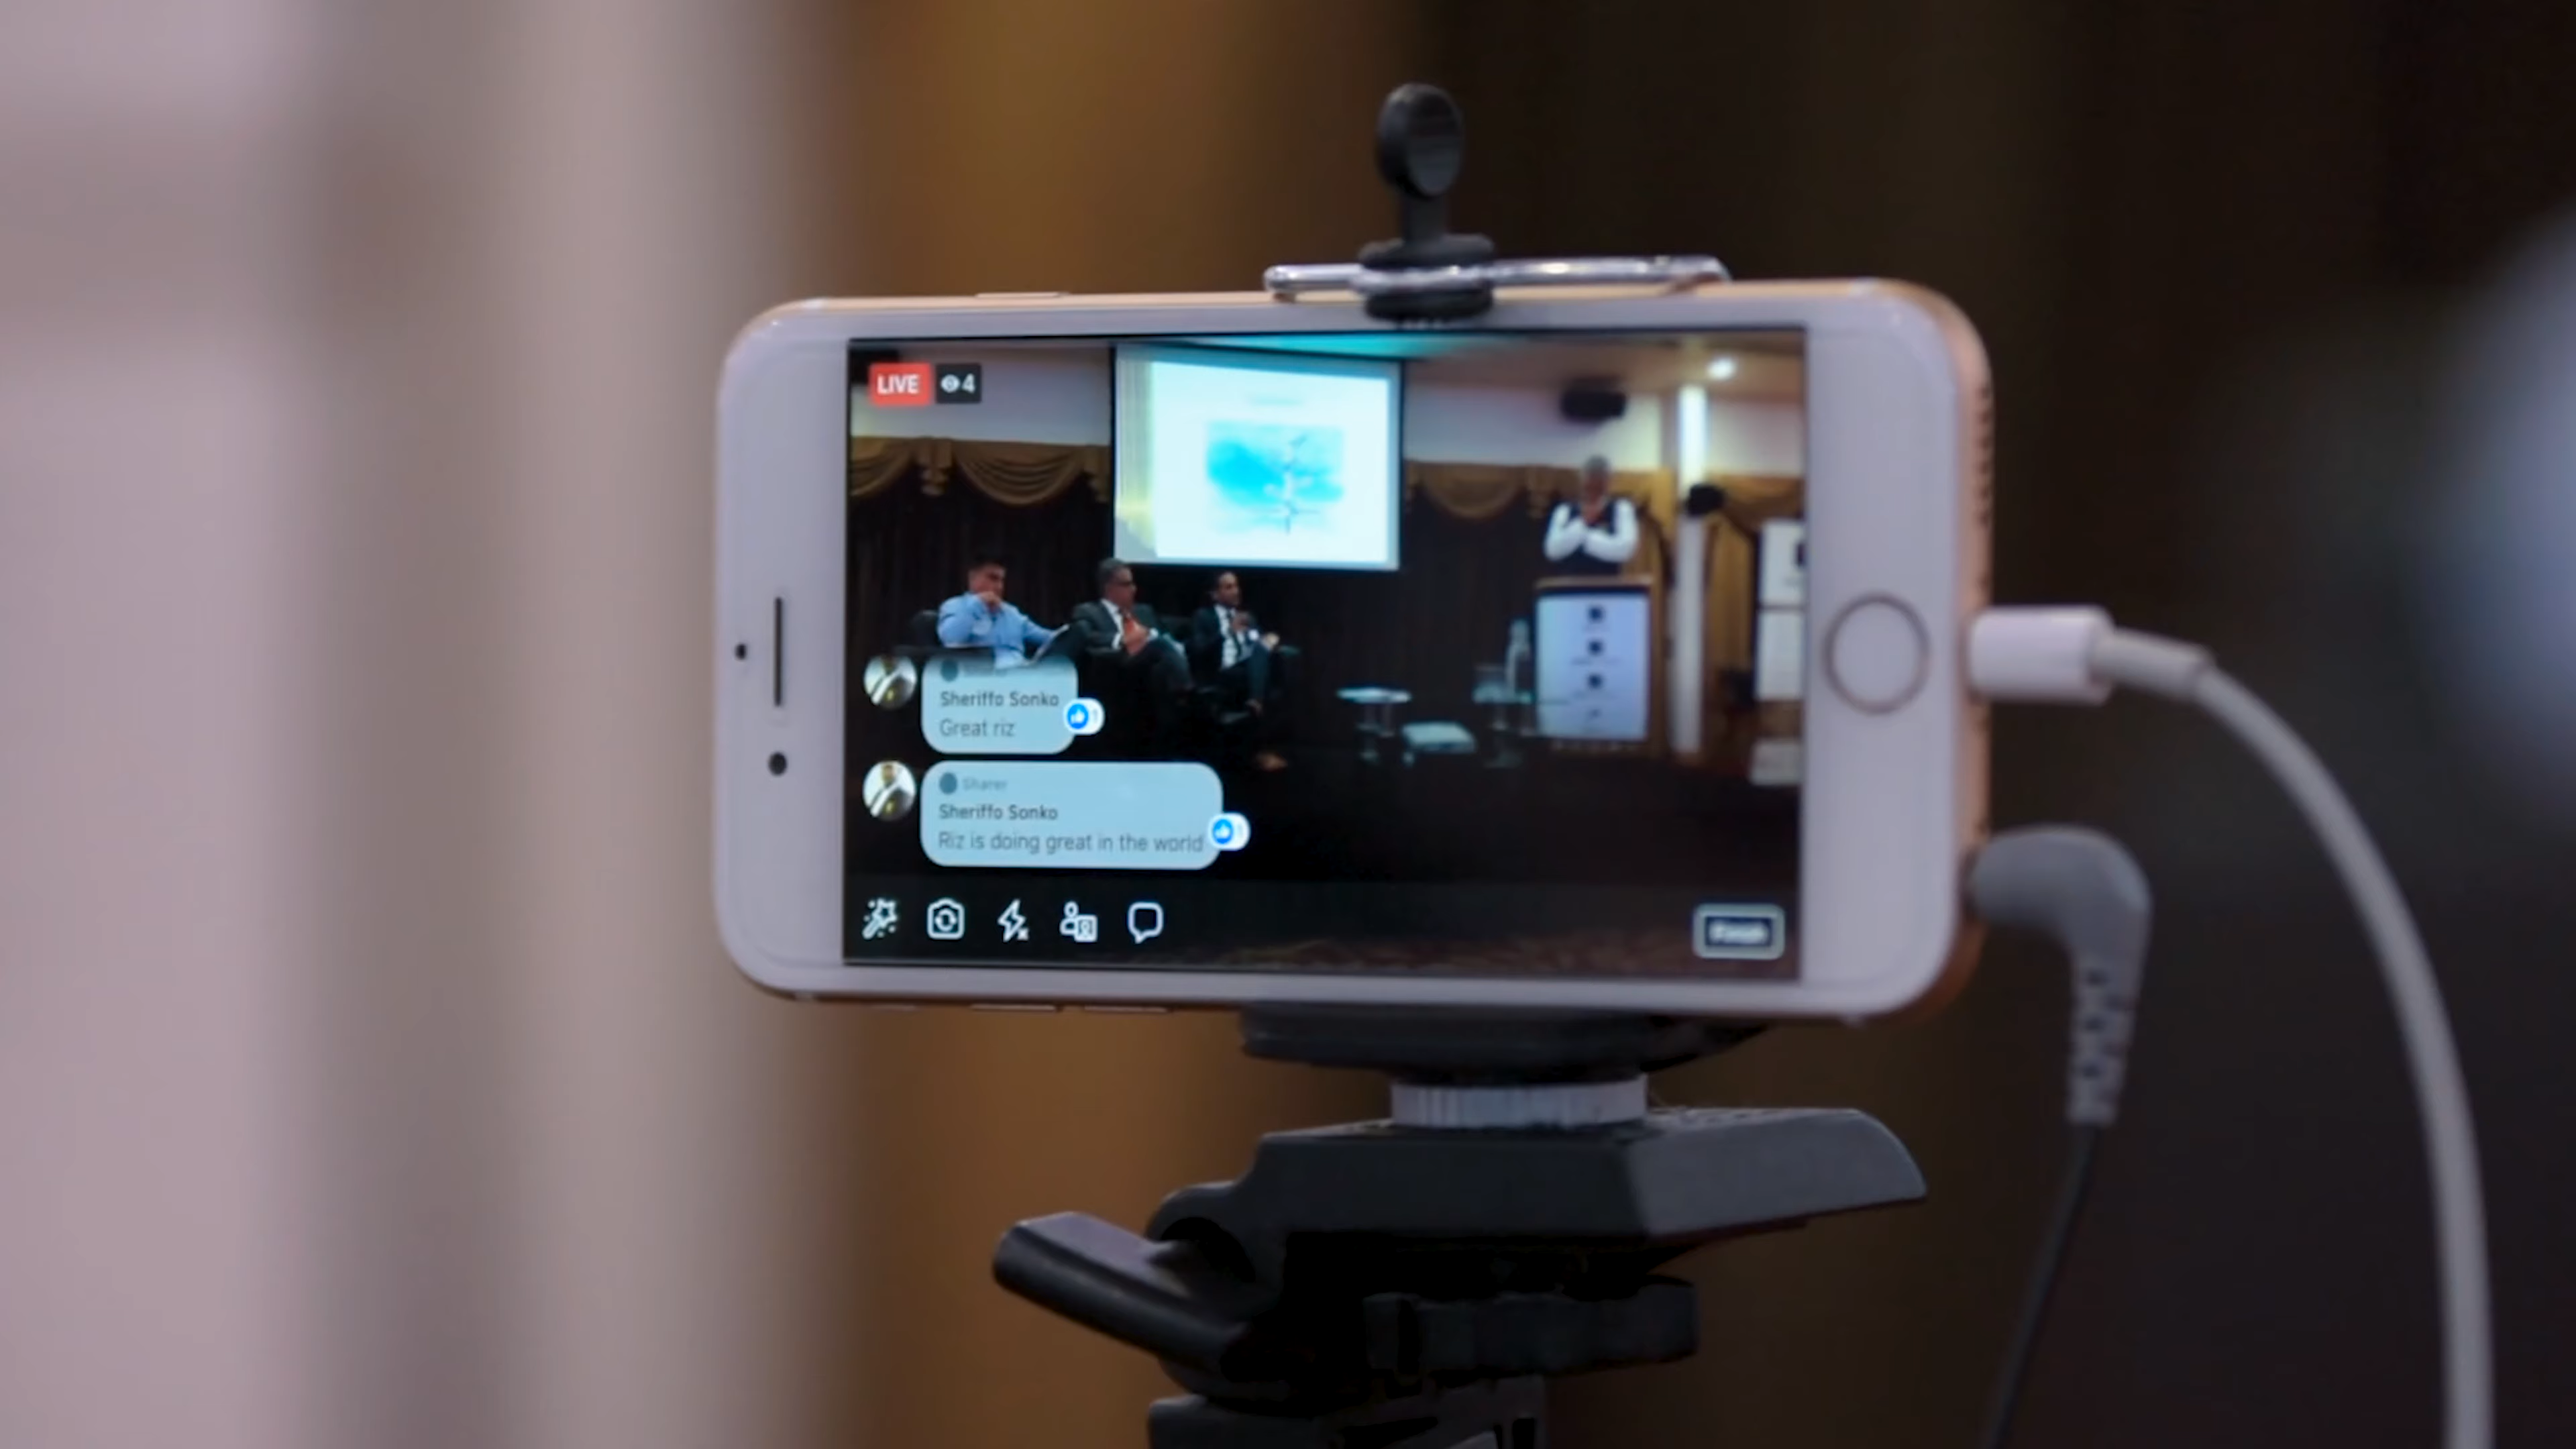 LIVE 4
Sheriffo Sonko
Great riz
Sharer
Sheriffo Sonko
Riz is doing great in the world